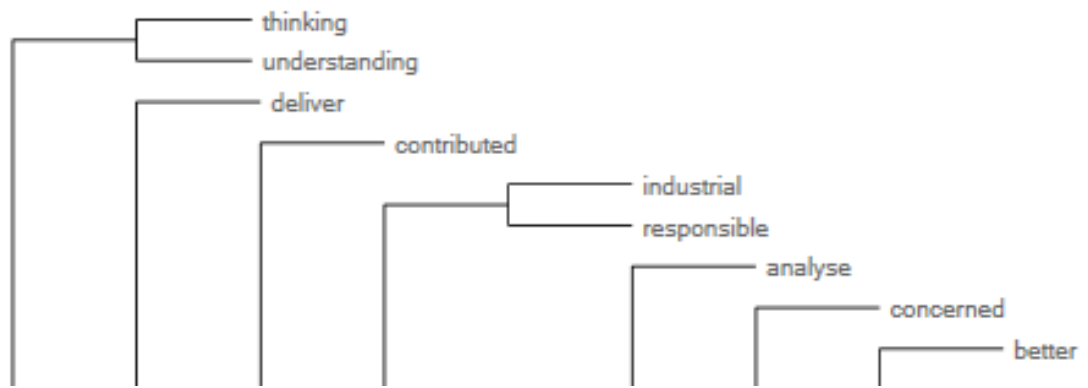 thinking
understanding
deliver
contributed
industrial
responsible
analyse
concerned
better